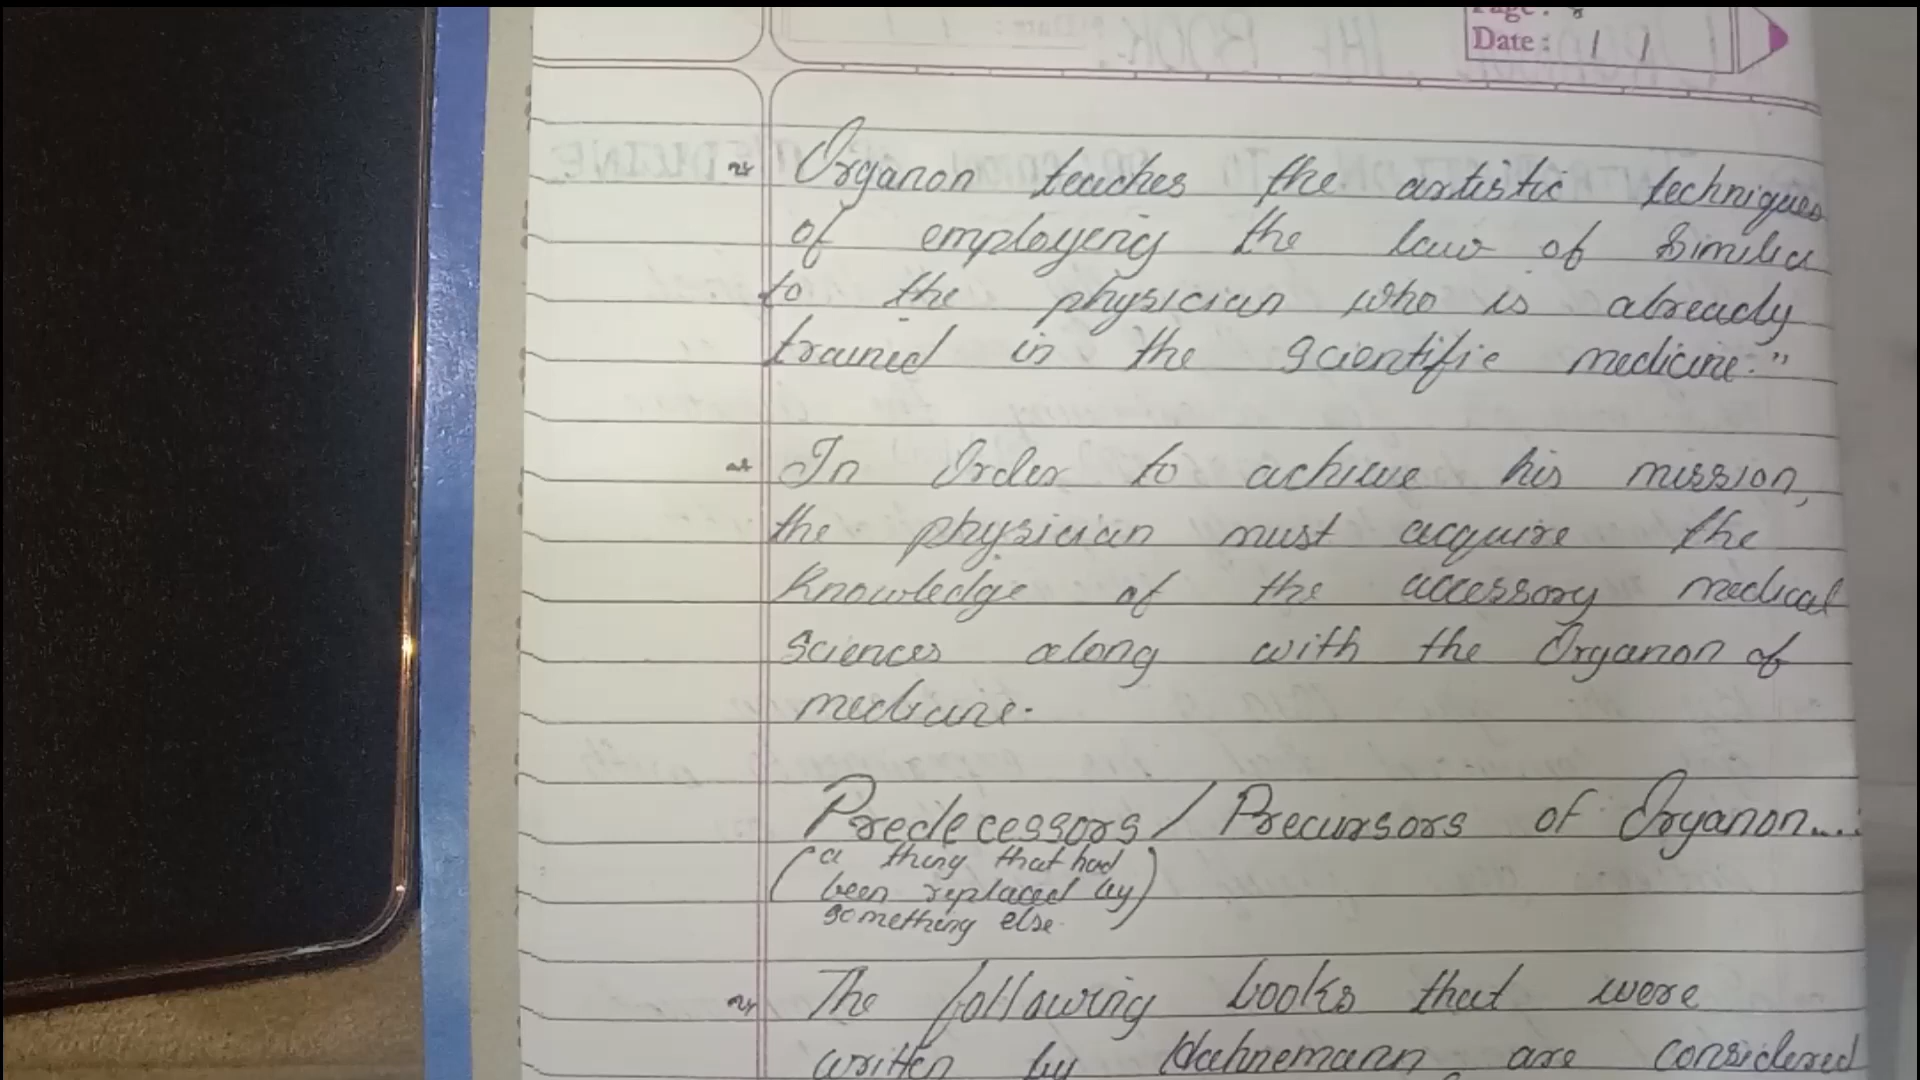 Page: 8
Date: / /
Organon teaches the artistic techniques
of employing the law of Similia
to the physician who is already
trained in the scientific medicine."
In Order to achieve his mission,
the physician must acquire the
knowledge of the accessory medical
sciences along with the Organon of
medicine.
Predecessors / Precursors of Organon...
(a thing that had
been replaced by)
something else.
The following books that were
written by Hahnemann are considered